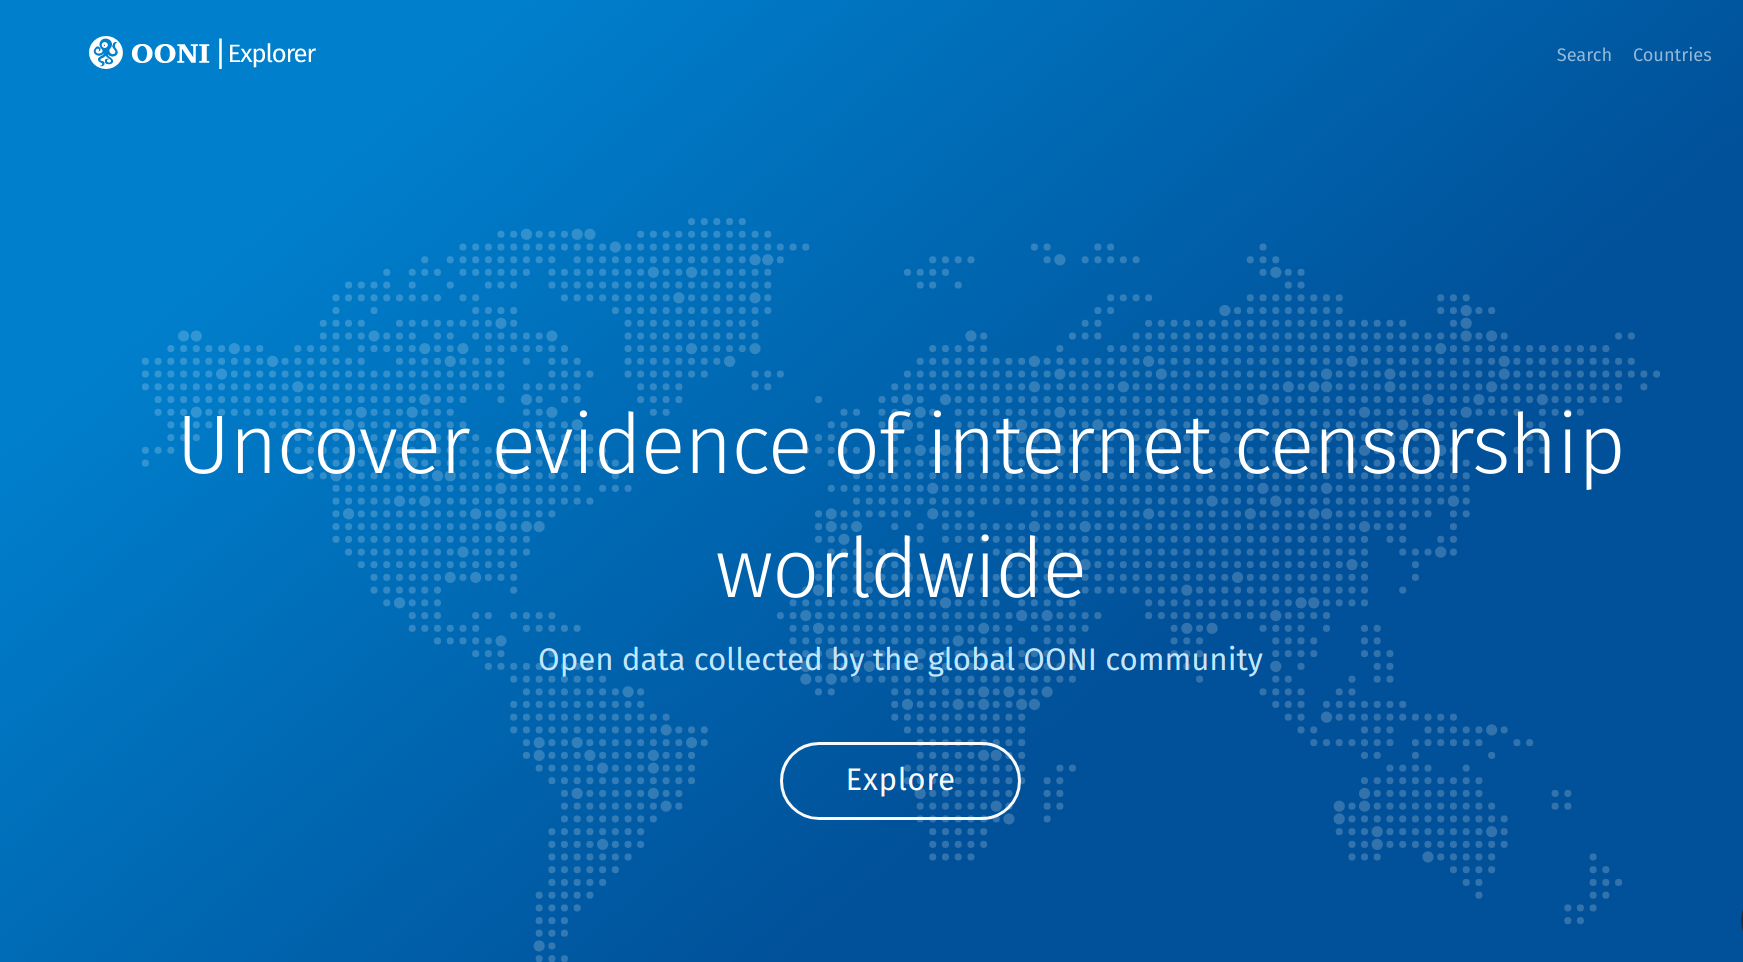 OONI | Explorer
Search Countries
Uncover evidence of internet censorship
worldwide
Open data collected by the global OONI community
Explore